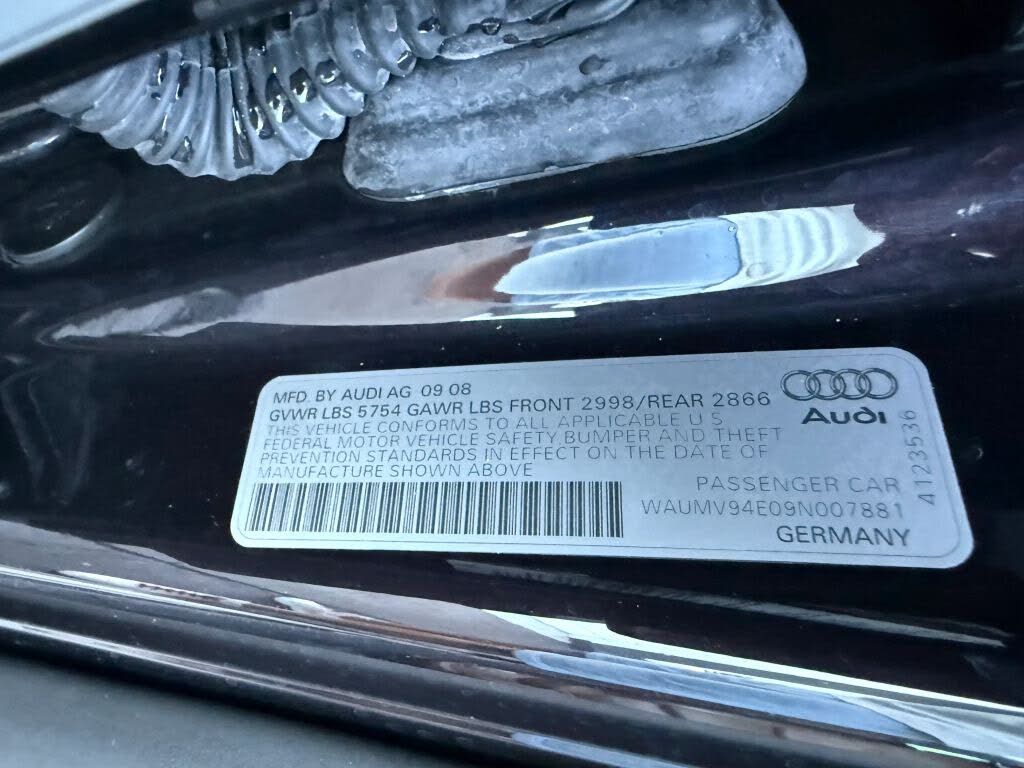 MFD. BY AUDI AG 09 08
GVWR LBS 5754 GAWR LBS FRONT 2998/REAR 2866
THIS VEHICLE CONFORMS TO ALL APPLICABLE U S
FEDERAL MOTOR VEHICLE SAFETY, BUMPER AND THEFT
PREVENTION STANDARDS IN EFFECT ON THE DATE OF
MANUFACTURE SHOWN ABOVE
Audi
4123536
PASSENGER CAR
WAUMV94E09N007881
GERMANY